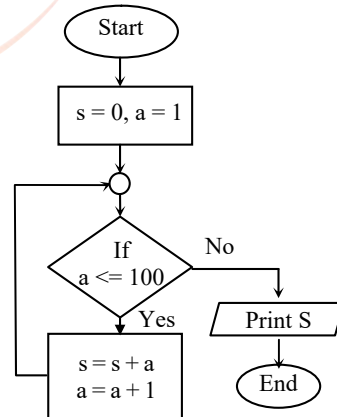 Start
s = 0, a = 1
If
a <= 100
No
Yes
s = s + a
a = a + 1
Print S
End